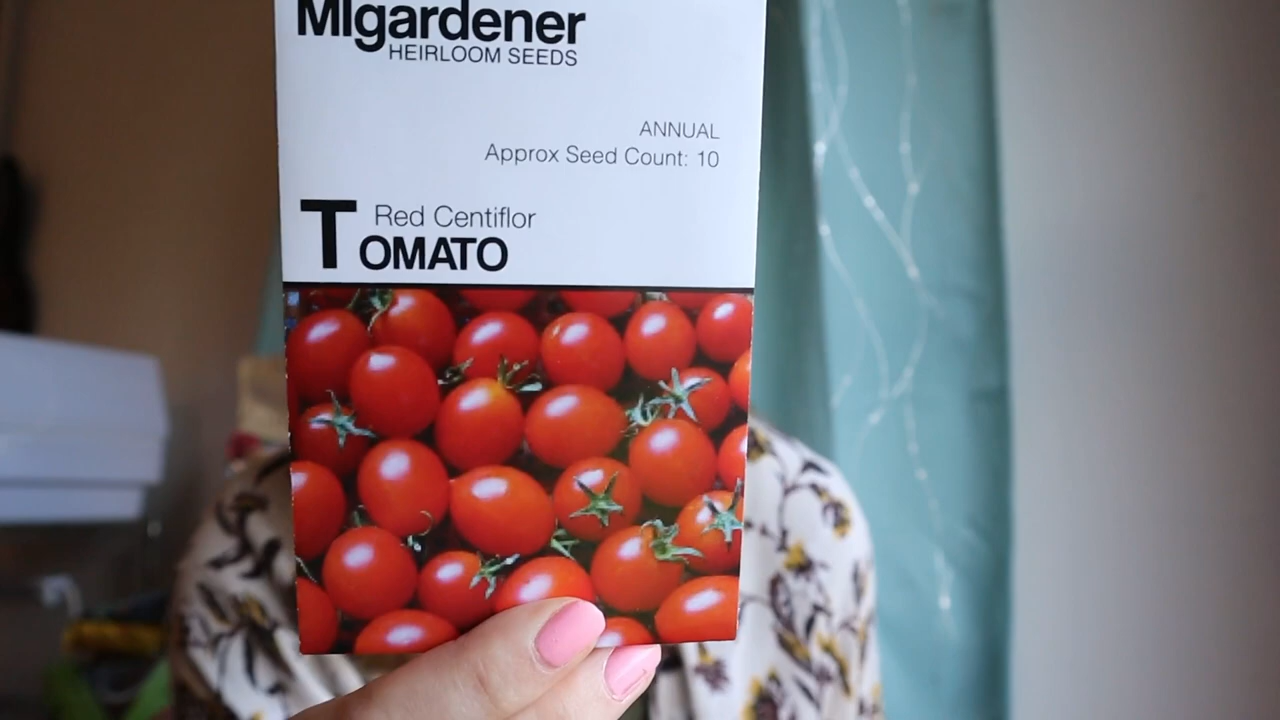 MIgardener
HEIRLOOM SEEDS
ANNUAL
Approx Seed Count: 10
Red Centiflor
TOMATO